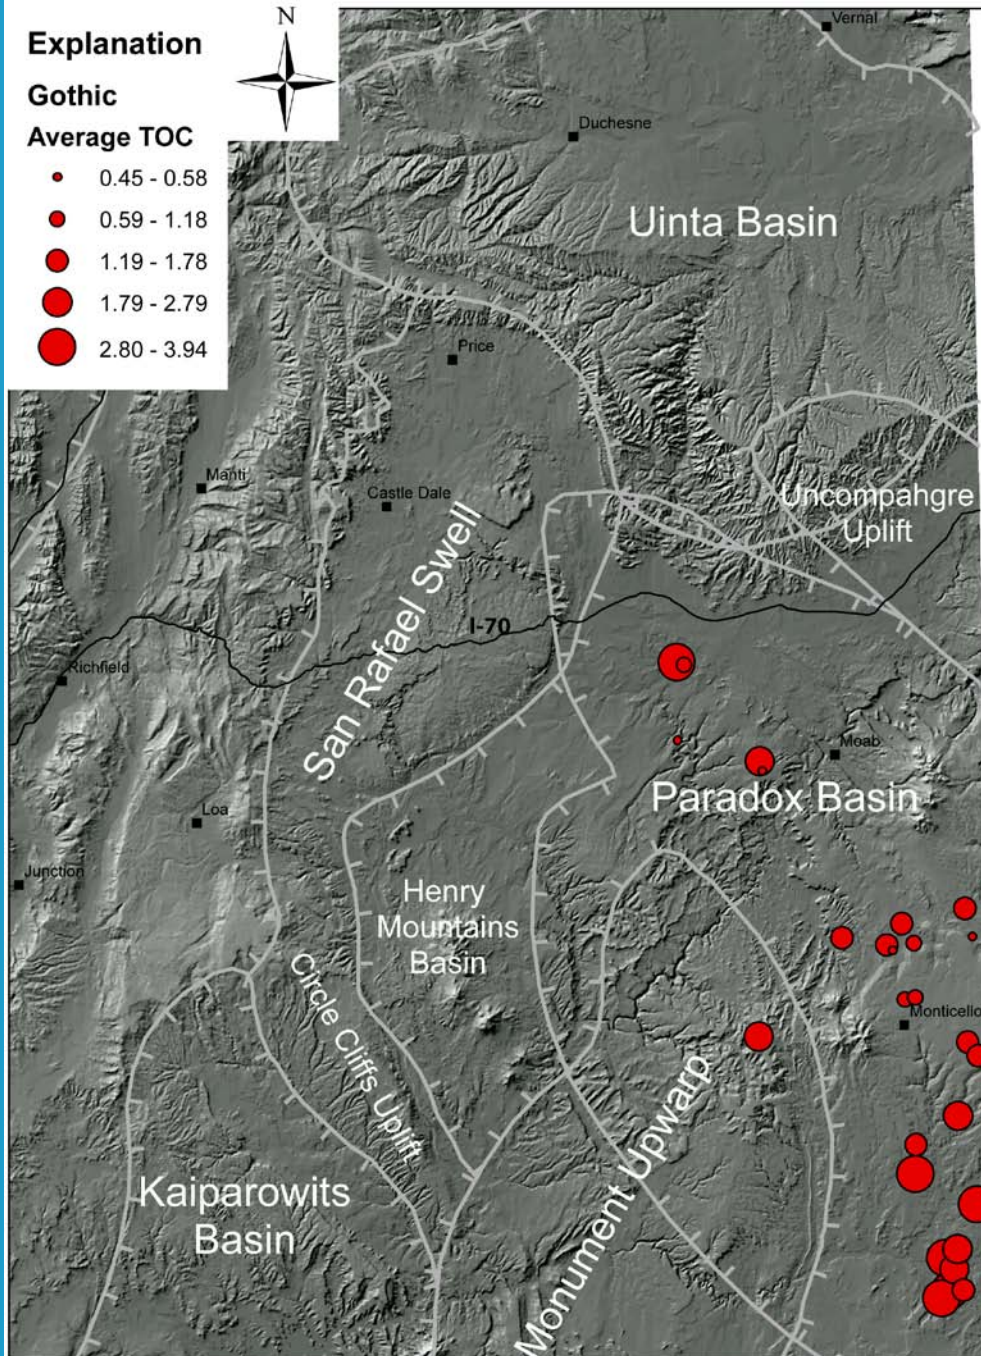 Explanation
N
Gothic
Average TOC
0.45 - 0.58
0.59 - 1.18
1.19 - 1.78
1.79 - 2.79
2.80 - 3.94
Vernal
Duchesne
Uinta Basin
Price
Manti
Castle Dale
Uncompahgre
Uplift
San Rafael Swell
I-70
Richfield
Moab
Paradox Basin
Loa
Junction
Henry
Mountains
Basin
Circle Cliffs Uplift
Monticello
Monument Upwarp
Kaiparowits
Basin